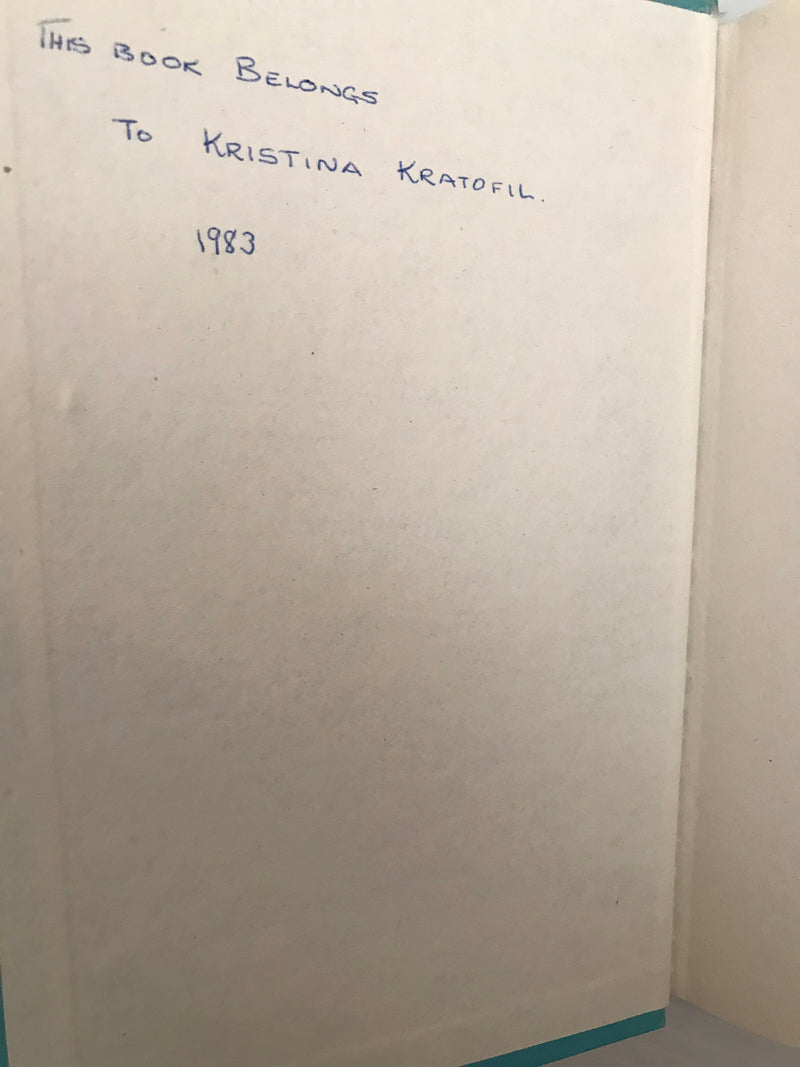 THIS BOOK BELONGS
TO KRISTINA KRATOFIL.
1983